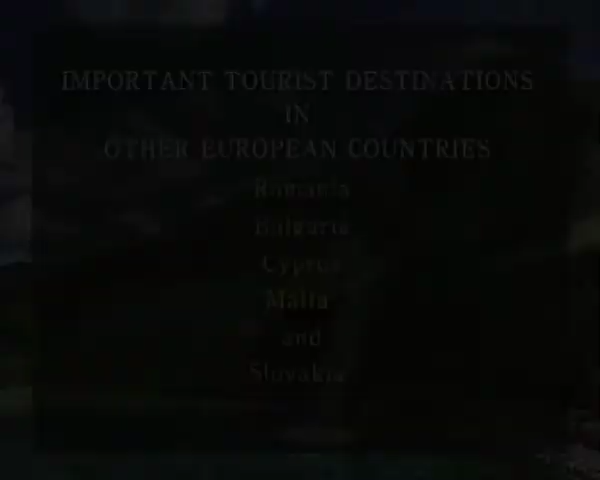 IMPORTANT TOURIST DESTINATIONS
IN
OTHER EUROPEAN COUNTRIES
Romania
Bulgaria
Cyprus
Malta
and
Slovakia